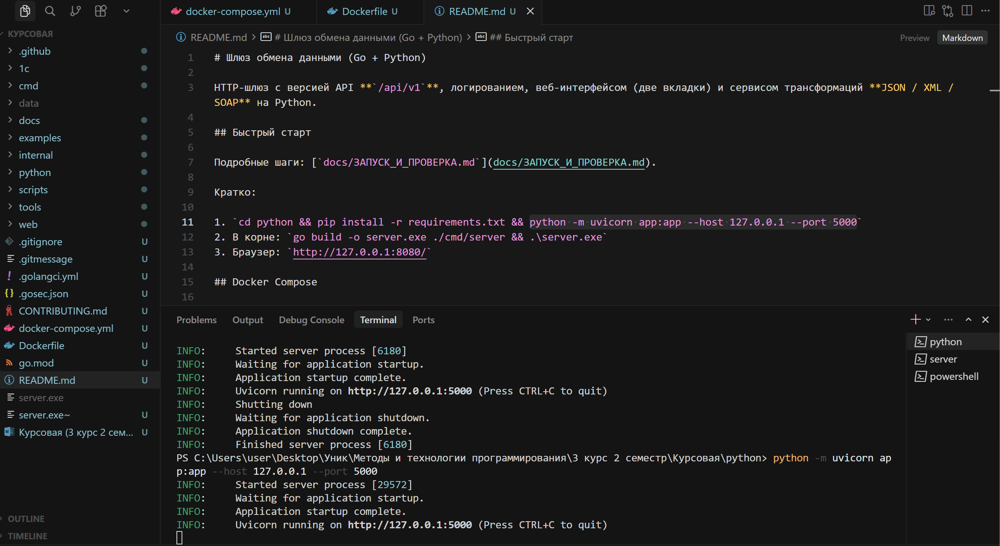 docker-compose.yml U
Dockerfile U
README.md U
КУРСОВАЯ
.github
1c
cmd
data
docs
examples
internal
python
scripts
tools
web
.gitignore U
.gitmessage U
.golangci.yml U
.gosec.json U
CONTRIBUTING.md U
docker-compose.yml U
Dockerfile U
go.mod U
README.md U
server.exe
server.exe~ U
Курсовая (3 курс 2 сем... U
OUTLINE
TIMELINE
README.md > # Шлюз обмена данными (Go + Python) > ## Быстрый старт
Preview Markdown
1 # Шлюз обмена данными (Go + Python)
2
3 HTTP-шлюз с версией API **`/api/v1`**, логированием, веб-интерфейсом (две вкладки) и сервисом трансформаций **JSON / XML /
SOAP** на Python.
4
5 ## Быстрый старт
6
7 Подробные шаги: [`docs/ЗАПУСК_И_ПРОВЕРКА.md`](docs/ЗАПУСК_И_ПРОВЕРКА.md).
8
9 Кратко:
10
11 1. `cd python && pip install -r requirements.txt && python -m uvicorn app:app --host 127.0.0.1 --port 5000`
12 2. В корне: `go build -o server.exe ./cmd/server && .\server.exe`
13 3. Браузер: `http://127.0.0.1:8080/`
14
15 ## Docker Compose
16
Problems Output Debug Console Terminal Ports
INFO: Started server process [6180]
INFO: Waiting for application startup.
INFO: Application startup complete.
INFO: Uvicorn running on http://127.0.0.1:5000 (Press CTRL+C to quit)
INFO: Shutting down
INFO: Waiting for application shutdown.
INFO: Application shutdown complete.
INFO: Finished server process [6180]
PS C:\Users\user\Desktop\Уник\Методы и технологии программирования\3 курс 2 семестр\Курсовая\python> python -m uvicorn ap
p:app --host 127.0.0.1 --port 5000
INFO: Started server process [29572]
INFO: Waiting for application startup.
INFO: Application startup complete.
INFO: Uvicorn running on http://127.0.0.1:5000 (Press CTRL+C to quit)
python
server
powershell